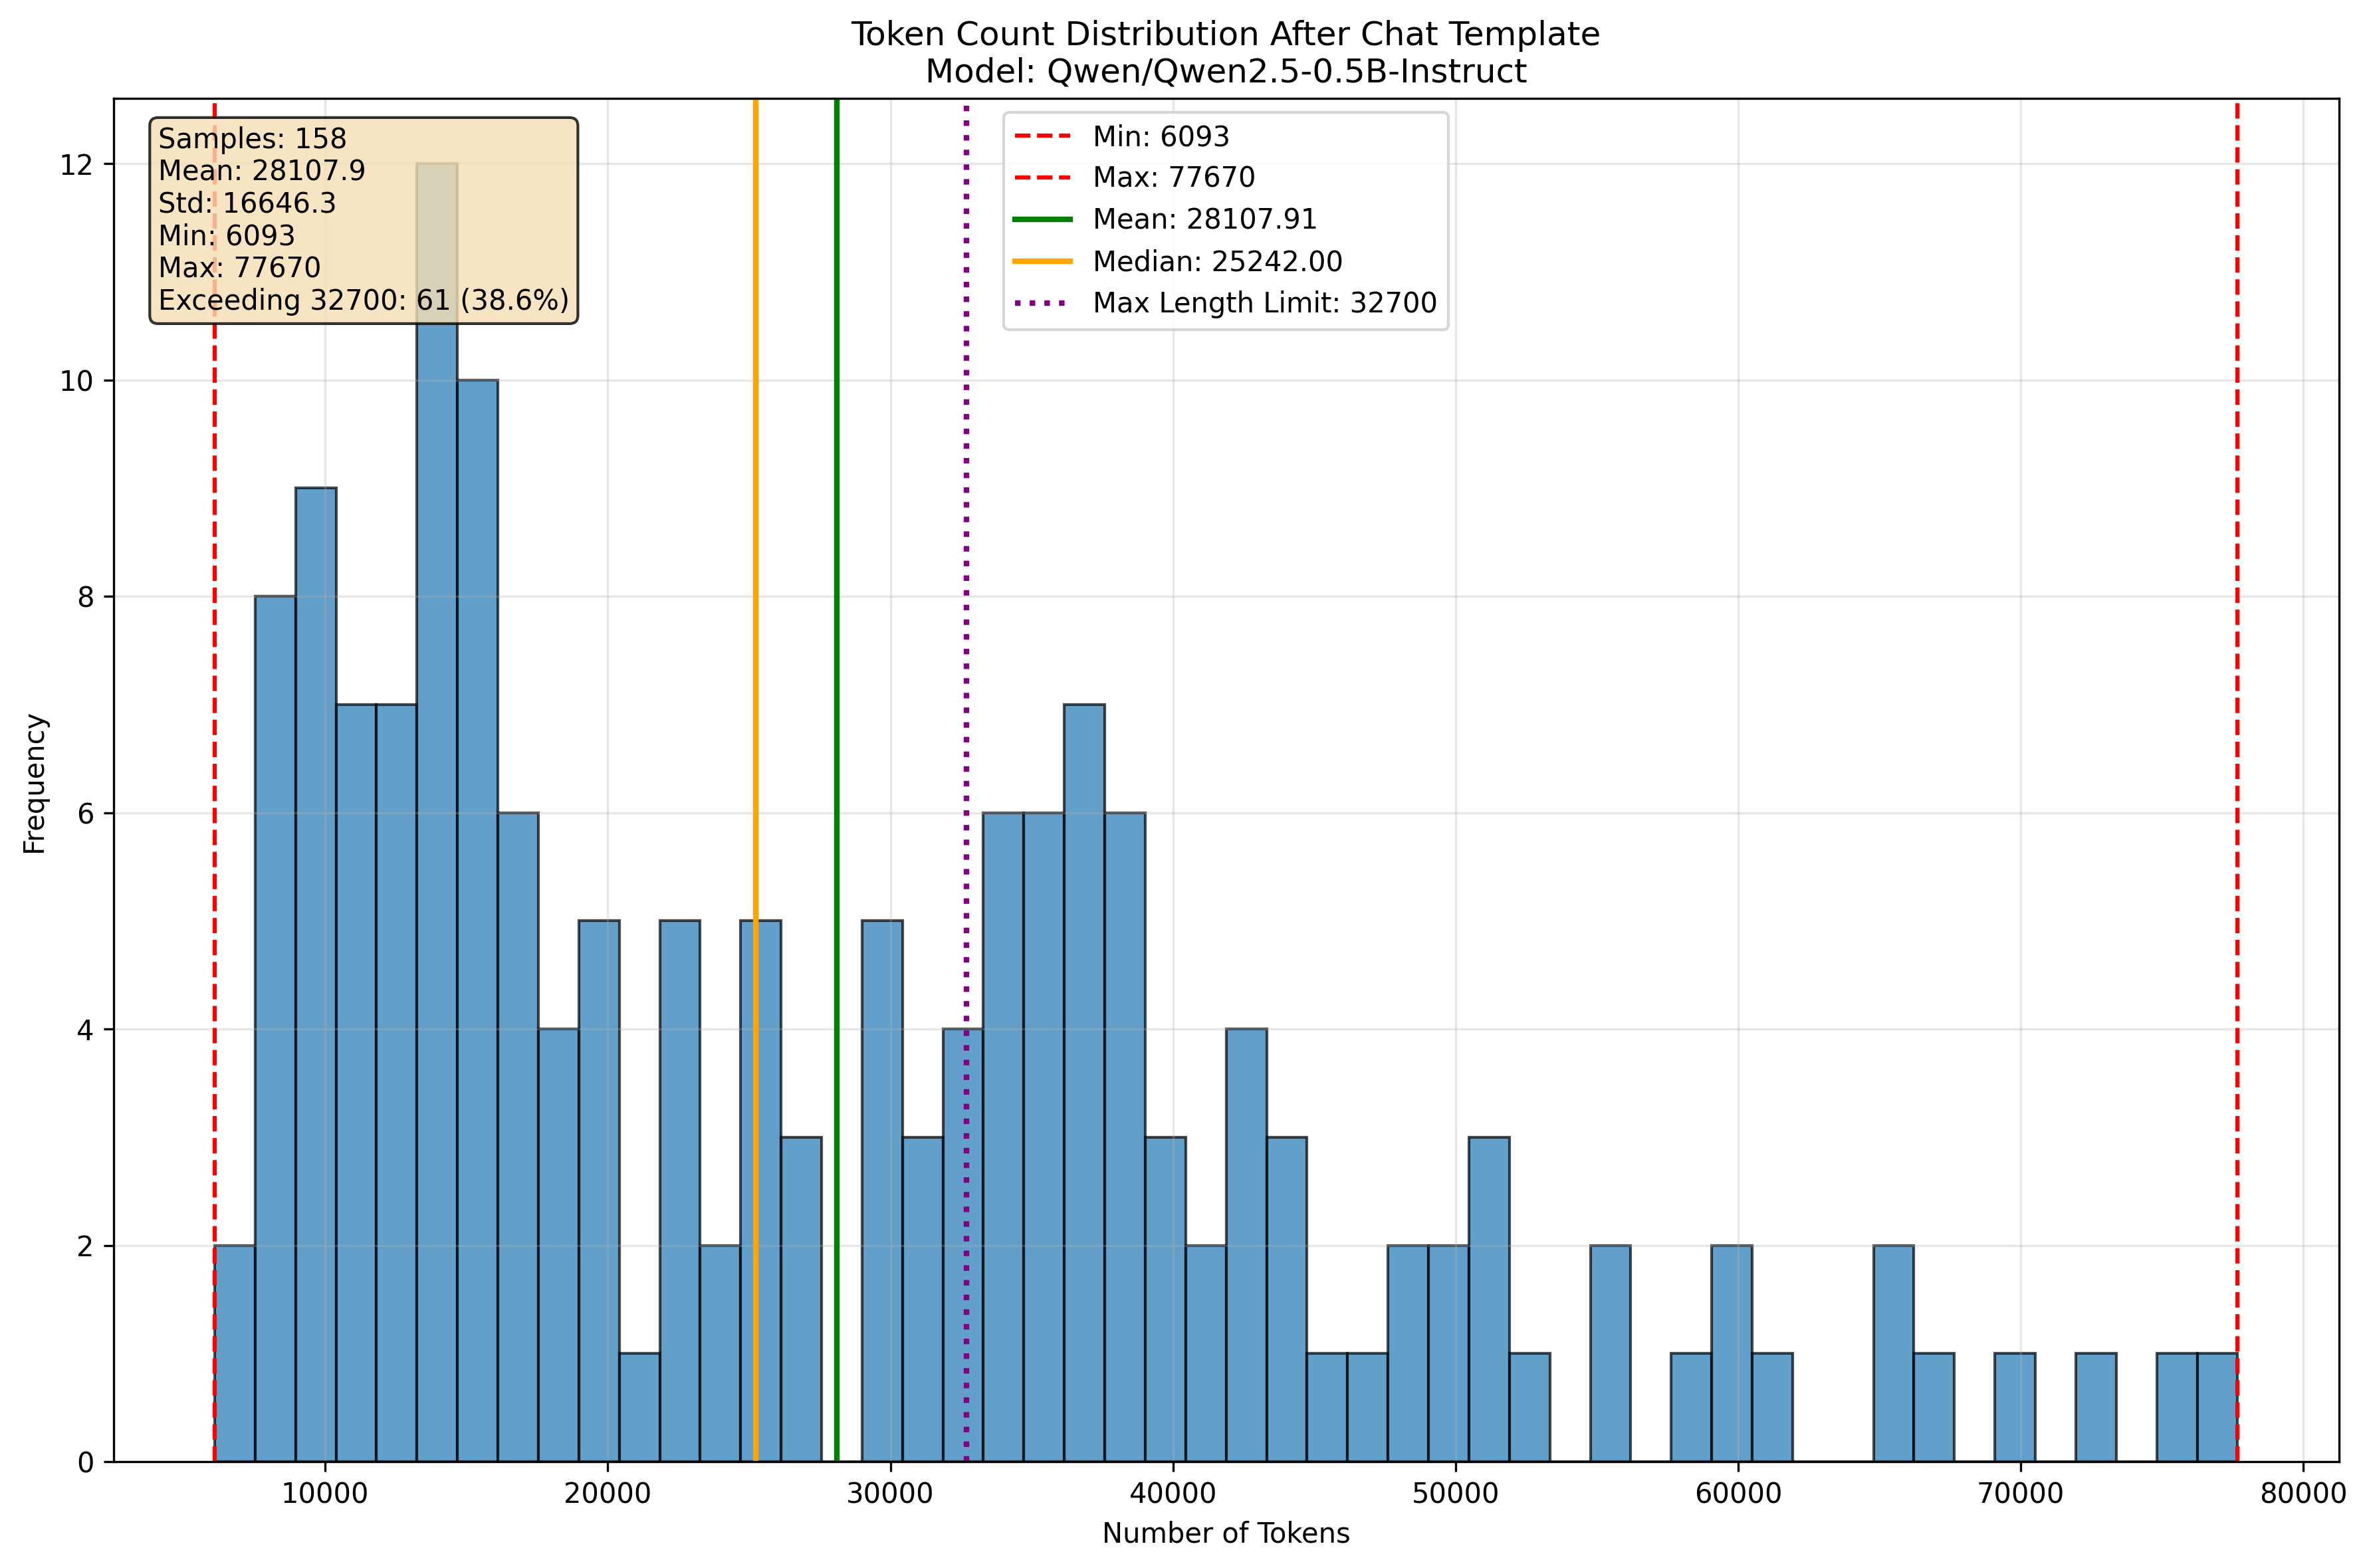 Token Count Distribution After Chat Template
Model: Qwen/Qwen2.5-0.5B-Instruct
Samples: 158
Mean: 28107.9
Std: 16646.3
Min: 6093
Max: 77670
Exceeding 32700: 61 (38.6%)
Min: 6093
Max: 77670
Mean: 28107.91
Median: 25242.00
Max Length Limit: 32700
Frequency
12
10
8
6
4
2
0
10000 20000 30000 40000 50000 60000 70000 80000
Number of Tokens